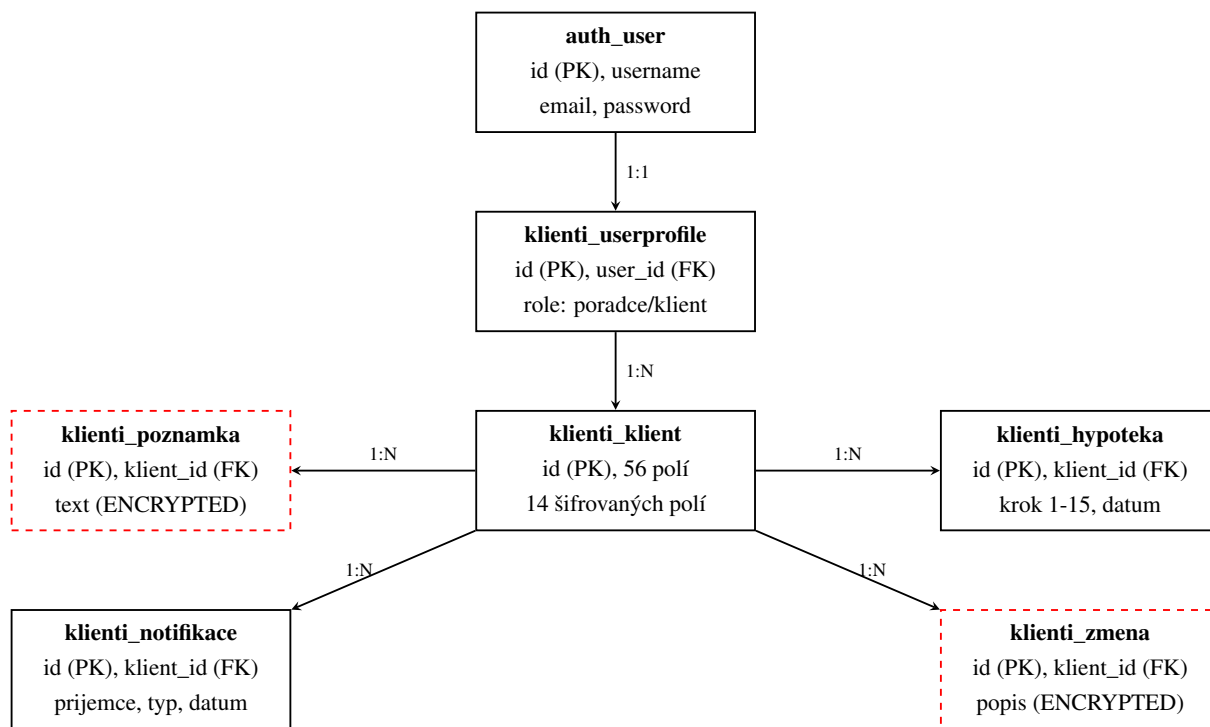 auth_user
id (PK), username
email, password
1:1
klienti_userprofile
id (PK), user_id (FK)
role: poradce/klient
1:N
klienti_poznamka
id (PK), klient_id (FK)
text (ENCRYPTED)
1:N
klienti_klient
id (PK), 56 polí
14 šifrovaných polí
1:N
klienti_hypoteka
id (PK), klient_id (FK)
krok 1-15, datum
1:N
1:N
klienti_notifikace
id (PK), klient_id (FK)
prijemce, typ, datum
klienti_zmena
id (PK), klient_id (FK)
popis (ENCRYPTED)